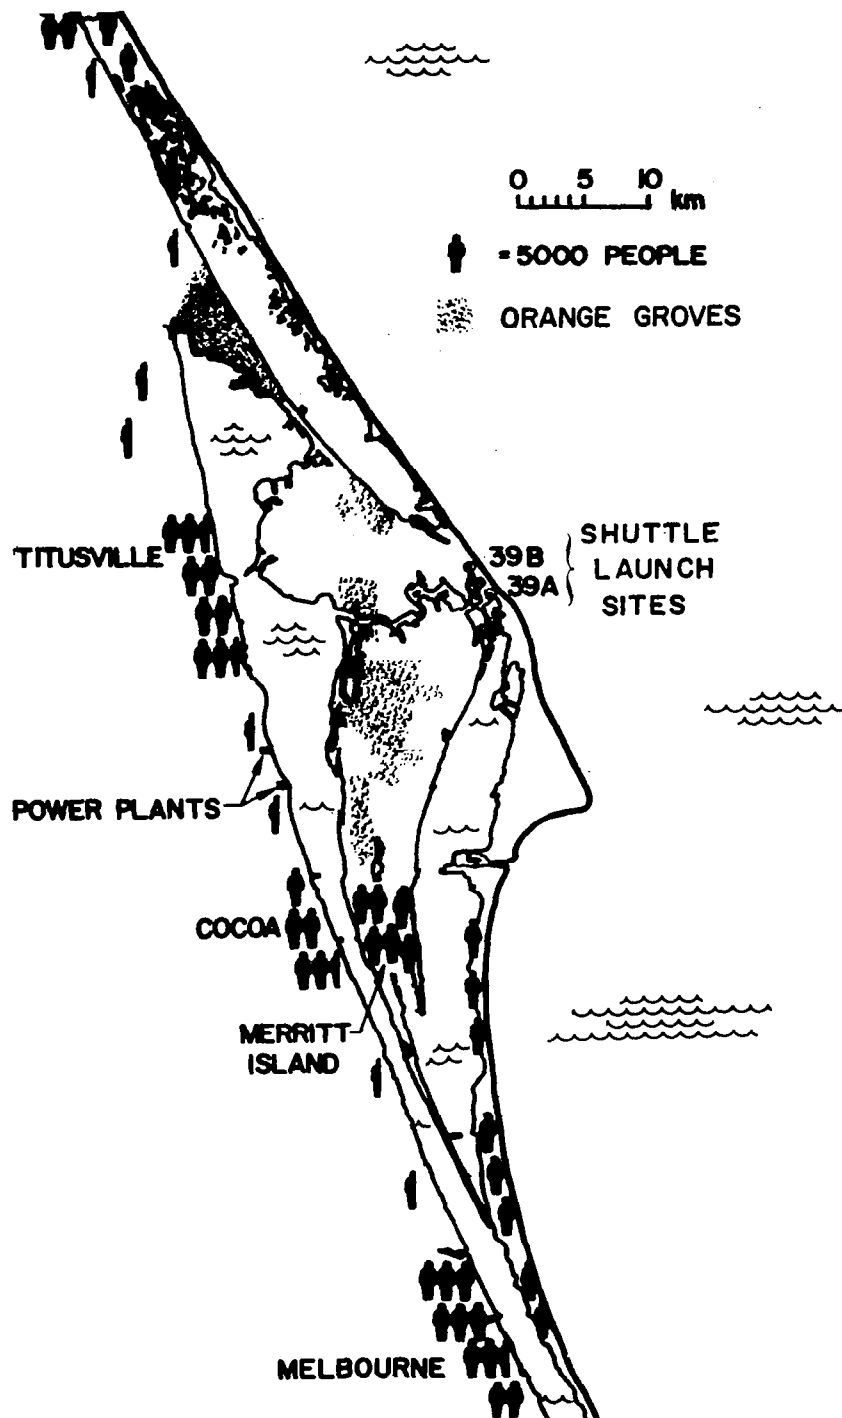 0 5 10
km
= 5000 PEOPLE
ORANGE GROVES
SHUTTLE
LAUNCH
SITES
39B
39A
TITUSVILLE
POWER PLANTS
COCOA
MERRITT
ISLAND
MELBOURNE